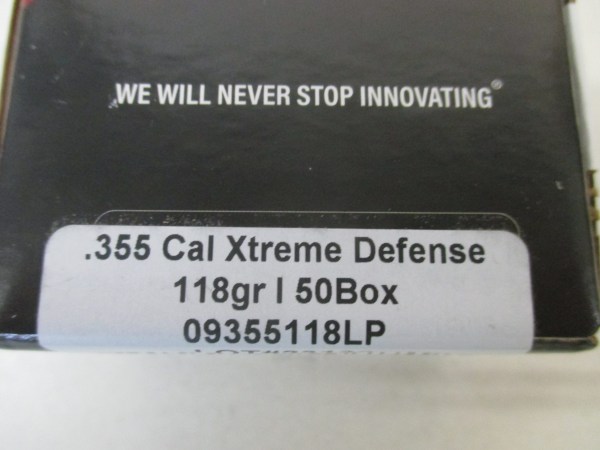 WE WILL NEVER STOP INNOVATING®
.355 Cal Xtreme Defense
118gr | 50Box
09355118LP